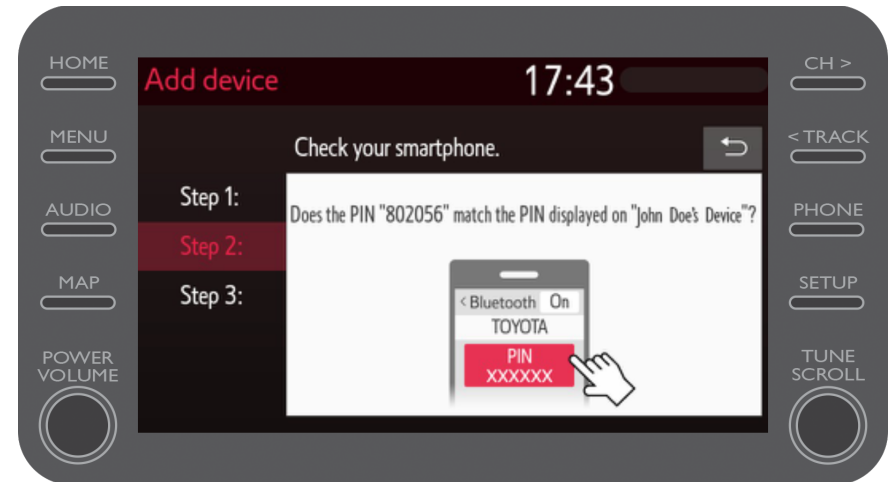 HOME
MENU
AUDIO
MAP
POWER
VOLUME
Add device
17:43
Check your smartphone.
Step 1:
Step 2:
Step 3:
Does the PIN "802056" match the PIN displayed on "John Doe's Device"?
< Bluetooth On
TOYOTA
PIN
XXXXXX
CH >
< TRACK
PHONE
SETUP
TUNE
SCROLL